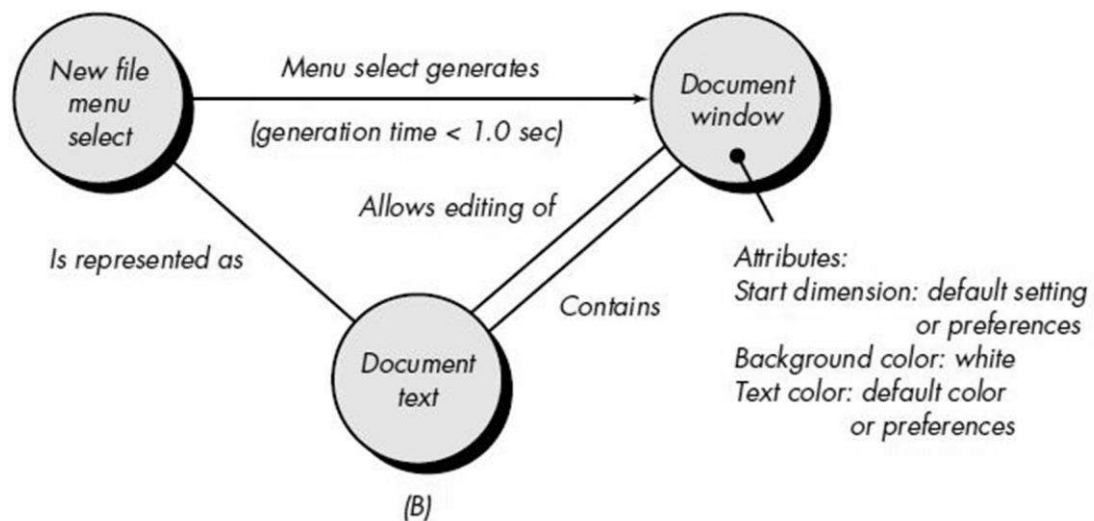 New file
menu
select
Menu select generates
(generation time < 1.0 sec)
Document
window
Allows editing of
Is represented as
Contains
Attributes:
Start dimension: default setting
or preferences
Background color: white
Text color: default color
or preferences
Document
text
(B)